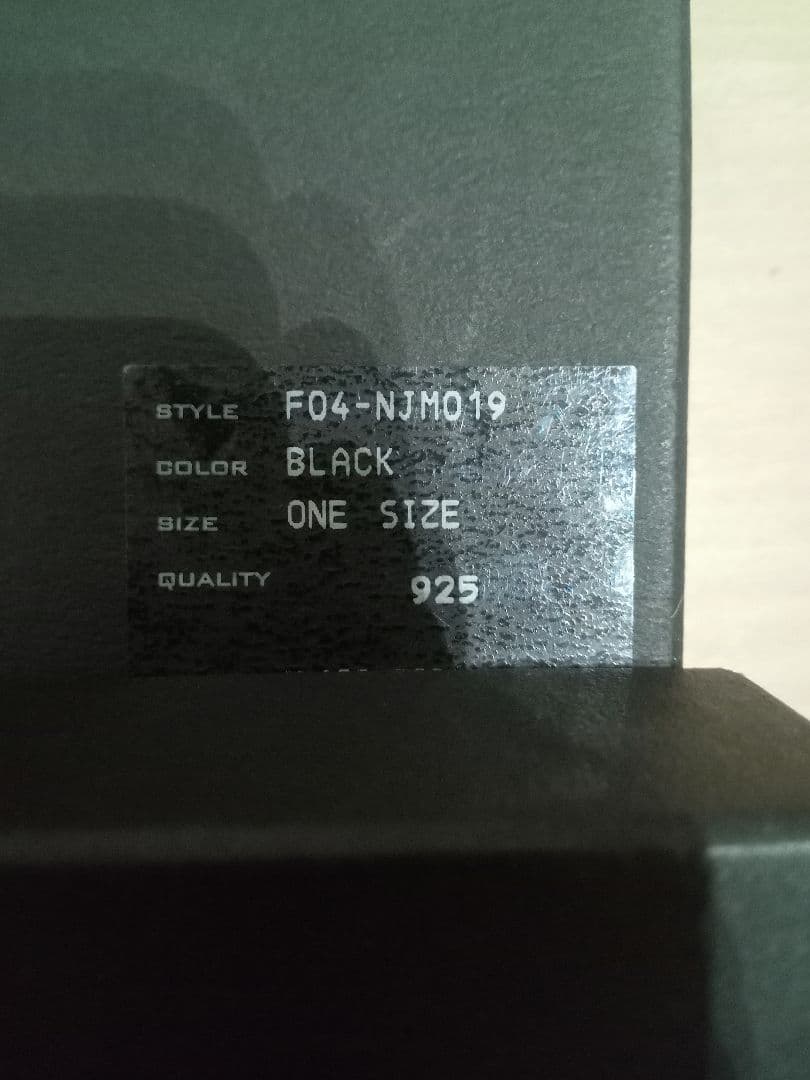 STYLE F04-NJM019
COLOR BLACK
SIZE ONE SIZE
QUALITY 925